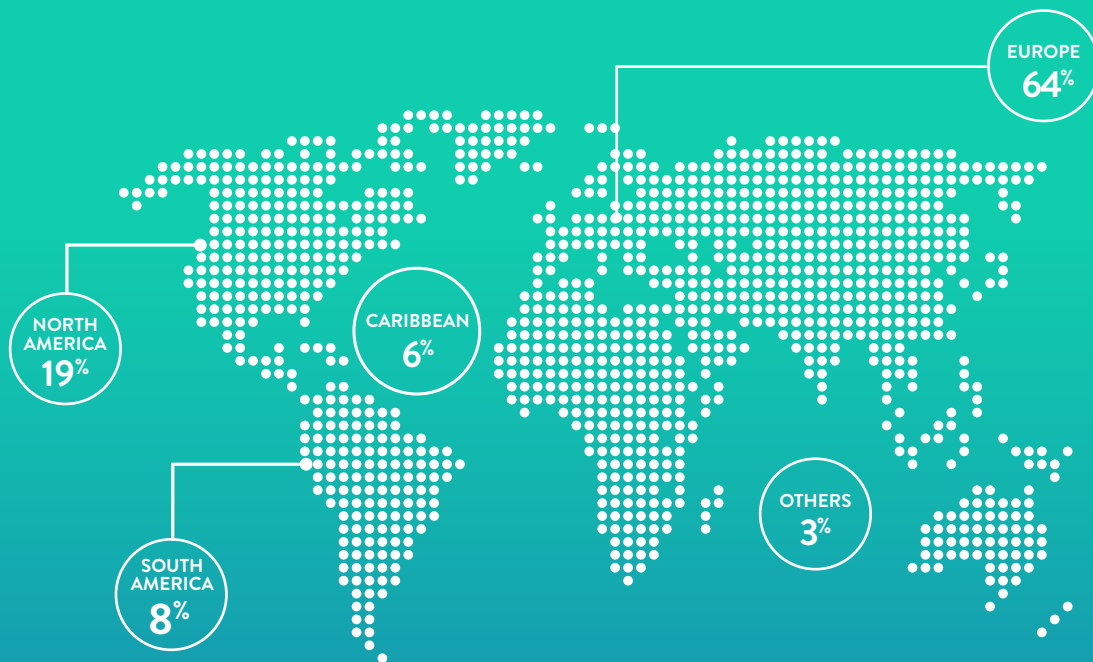 EUROPE
64%
NORTH
AMERICA
19%
CARIBBEAN
6%
OTHERS
3%
SOUTH
AMERICA
8%